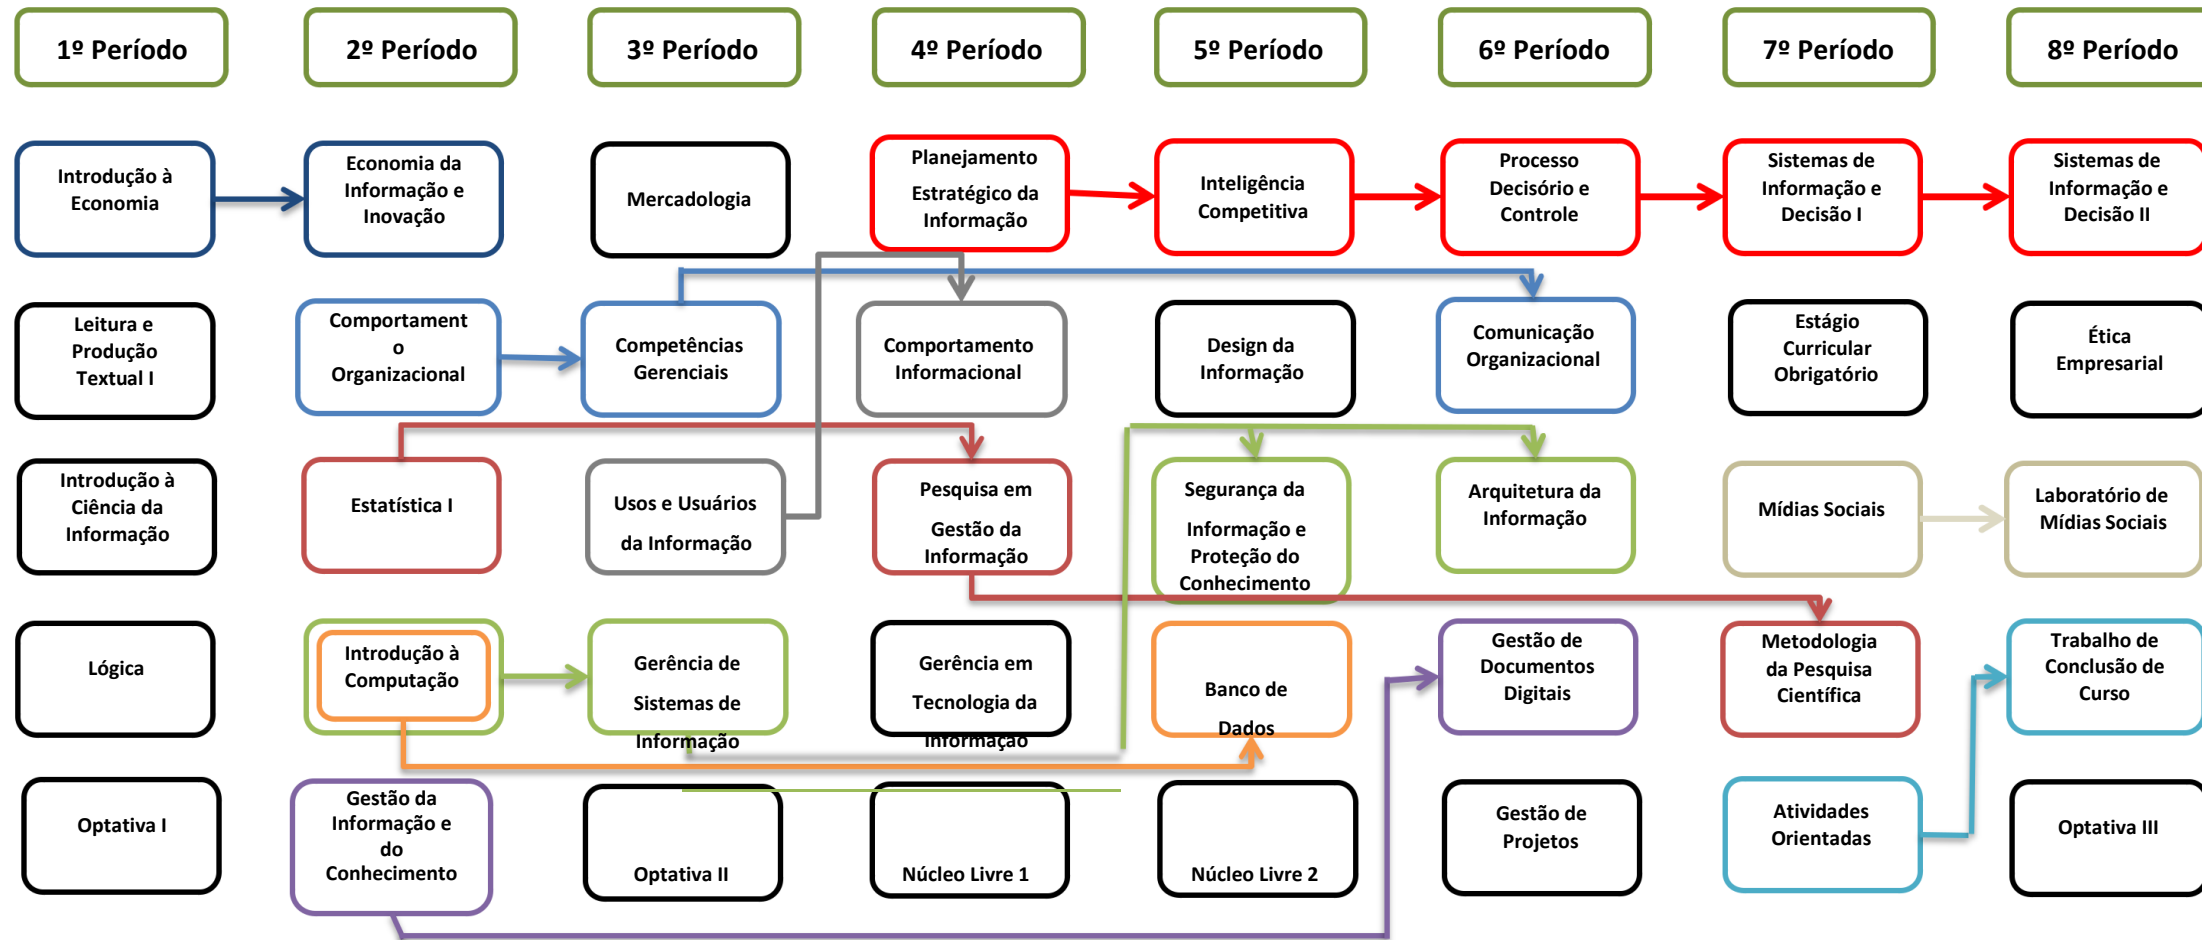 1º Período
2º Período
3º Período
4º Período
5º Período
6º Período
7º Período
8º Período
Introdução à
Economia
Economia da
Informação e
Inovação
Mercadologia
Planejamento
Estratégico da
Informação
Inteligência
Competitiva
Processo
Decisório e
Controle
Sistemas de
Informação e
Decisão I
Sistemas de
Informação e
Decisão II
Leitura e
Produção
Textual I
Comportament
o
Organizacional
Competências
Gerenciais
Comportamento
Informacional
Design da
Informação
Comunicação
Organizacional
Estágio
Curricular
Obrigatório
Ética
Empresarial
Introdução à
Ciência da
Informação
Estatística I
Usos e Usuários
da Informação
Pesquisa em
Gestão da
Informação
Segurança da
Informação e
Proteção do
Conhecimento
Arquitetura da
Informação
Mídias Sociais
Laboratório de
Mídias Sociais
Lógica
Introdução à
Computação
Gerência de
Sistemas de
Informação
Gerência em
Tecnologia da
Informação
Banco de
Dados
Gestão de
Documentos
Digitais
Metodologia
da Pesquisa
Científica
Trabalho de
Conclusão de
Curso
Optativa I
Gestão da
Informação e
do
Conhecimento
Optativa II
Núcleo Livre 1
Núcleo Livre 2
Gestão de
Projetos
Atividades
Orientadas
Optativa III